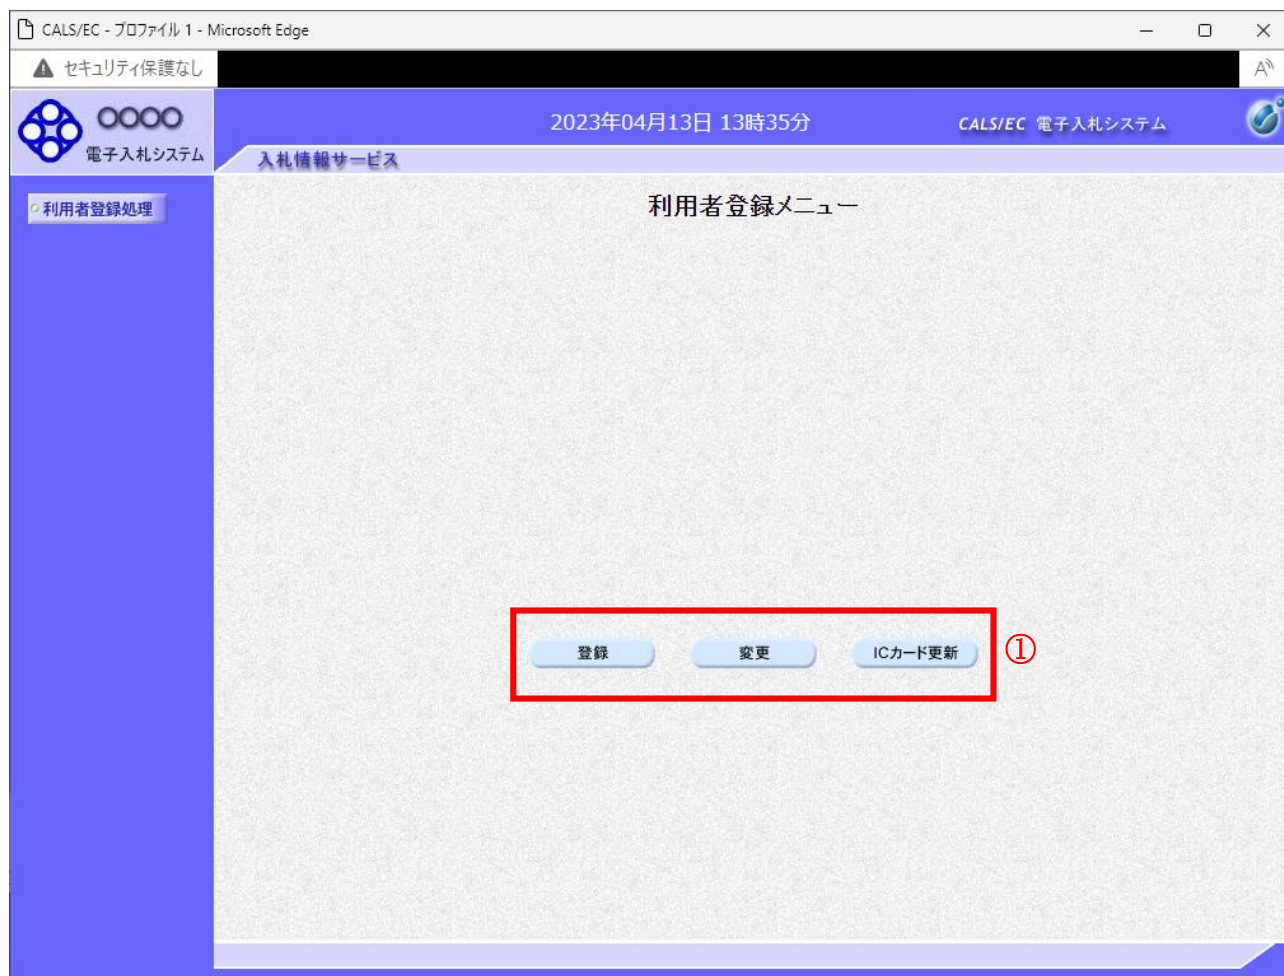 CALS/EC - プロファイル 1 - Microsoft Edge
セキュリティ保護なし
A
〇〇〇〇
電子入札システム
2023年04月13日 13時35分
CALS/EC 電子入札システム
入札情報サービス
利用者登録処理
利用者登録メニュー
登録 変更 ICカード更新 ①